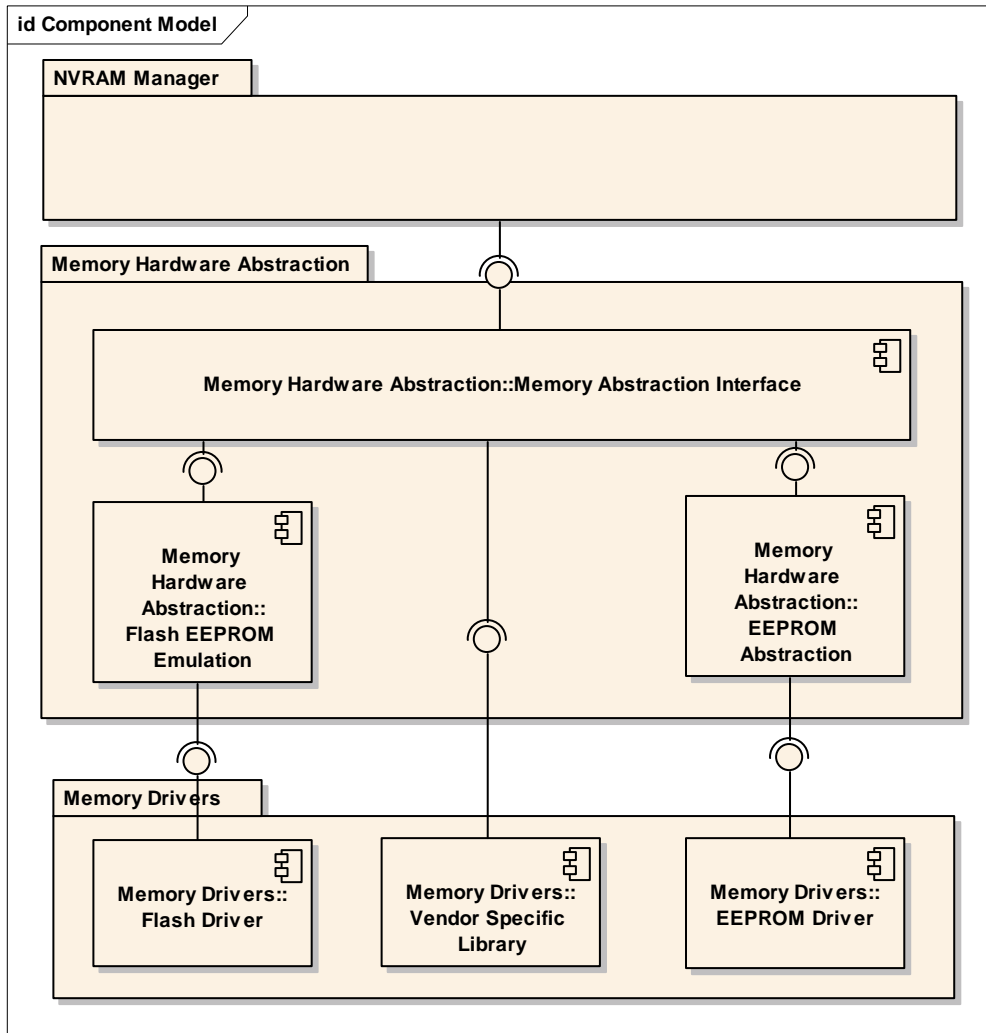 id Component Model
NVRAM Manager
Memory Hardware Abstraction
Memory Hardware Abstraction::Memory Abstraction Interface
Memory
Hardware
Abstraction::
Flash EEPROM
Emulation
Memory
Hardware
Abstraction::
EEPROM
Abstraction
Memory Drivers
Memory Drivers::
Flash Driver
Memory Drivers::
Vendor Specific
Library
Memory Drivers::
EEPROM Driver